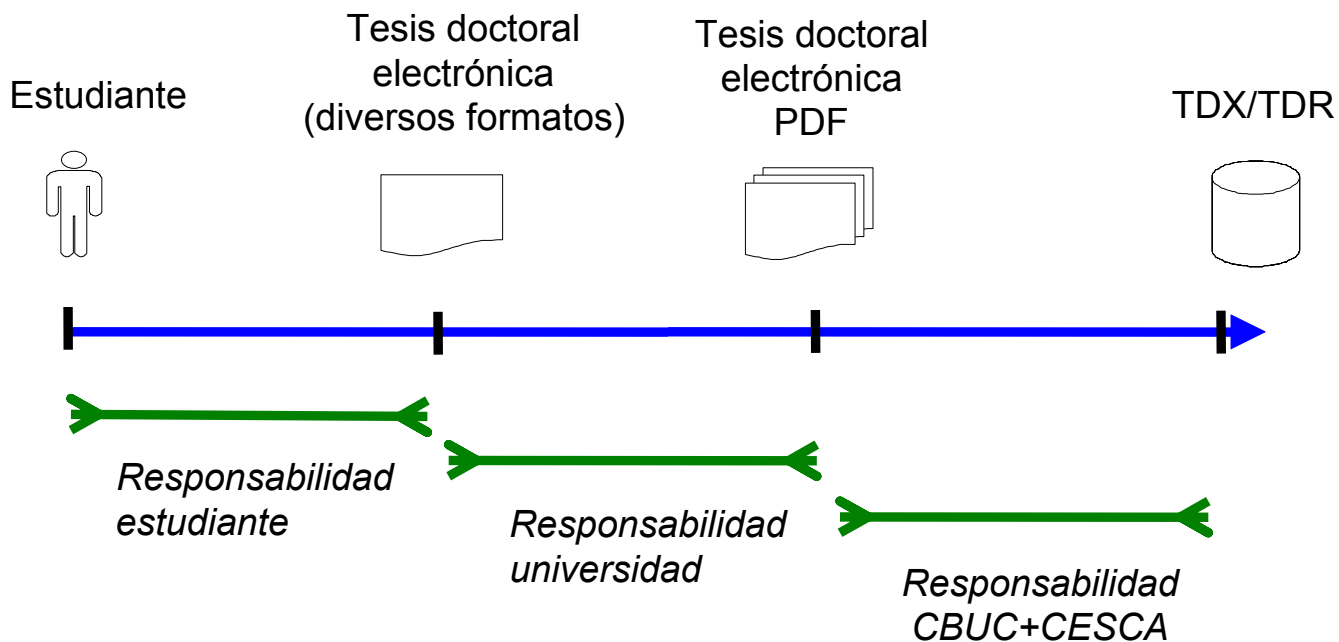 Estudiante
Tesis doctoral
electrónica
(diversos formatos)
Tesis doctoral
electrónica
PDF
TDX/TDR
Responsabilidad
estudiante
Responsabilidad
universidad
Responsabilidad
CBUC+CESCA